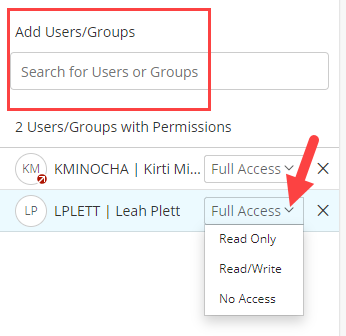 Add Users/Groups
Search for Users or Groups
2 Users/Groups with Permissions
KM KMINOCHA | Kirti Mi... Full Access
LP LPLETT | Leah Plett Full Access
Read Only
Read/Write
No Access